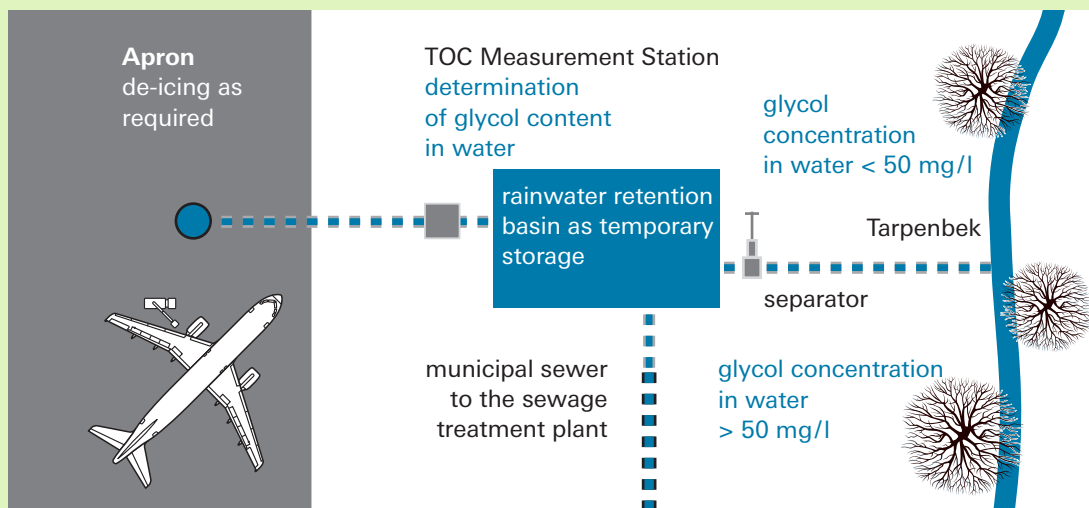 Apron
de-icing as
required
TOC Measurement Station
determination
of glycol content
in water
glycol
concentration
in water < 50 mg/l
rainwater retention
basin as temporary
storage
Tarpenbek
separator
municipal sewer
to the sewage
treatment plant
glycol concentration
in water
> 50 mg/l